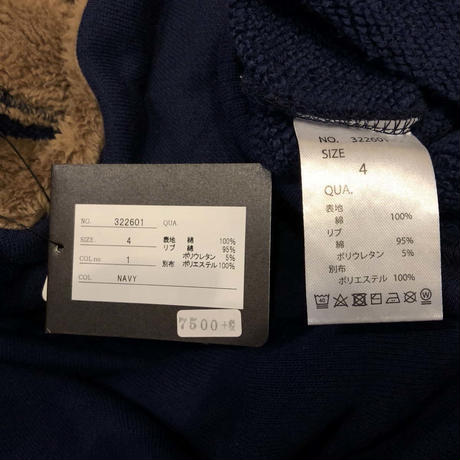 NO. 322601 QUA.
SIZE 4 表地 綿 100%
リブ 綿 95%
COL no 1 ポリウレタン 5%
別布 ポリエステル 100%
COL NAVY
7500+税
NO. 322601
SIZE
4
QUA.
表地
綿 100%
リブ
綿 95%
ポリウレタン 5%
別布
ポリエステル 100%